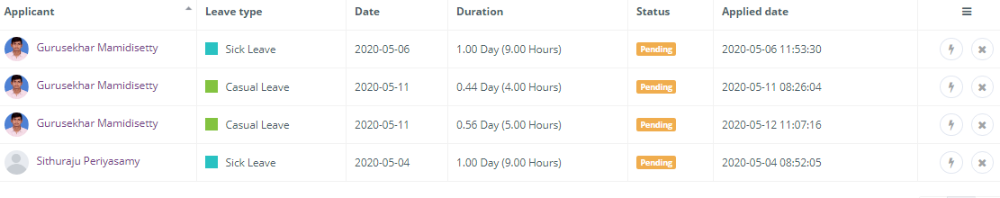 Applicant Leave type Date Duration Status Applied date
Gurusekhar Mamidisetty Sick Leave 2020-05-06 1.00 Day (9.00 Hours) Pending 2020-05-06 11:53:30
Gurusekhar Mamidisetty Casual Leave 2020-05-11 0.44 Day (4.00 Hours) Pending 2020-05-11 08:26:04
Gurusekhar Mamidisetty Casual Leave 2020-05-11 0.56 Day (5.00 Hours) Pending 2020-05-12 11:07:16
Sithuraju Periyasamy Sick Leave 2020-05-04 1.00 Day (9.00 Hours) Pending 2020-05-04 08:52:05